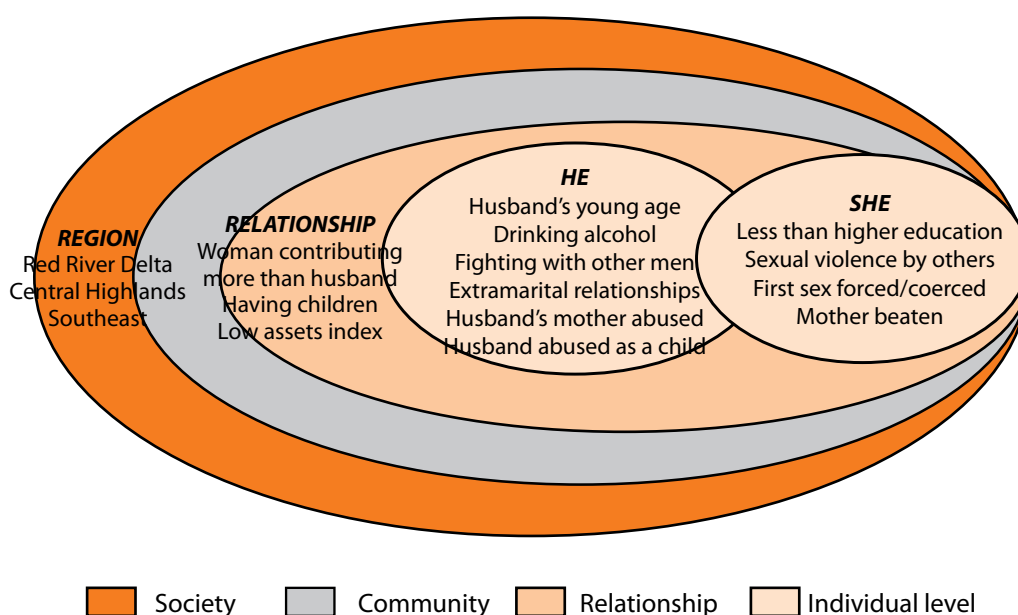 REGION
Red River Delta
Central Highlands
Southeast
RELATIONSHIP
Woman contributing
more than husband
Having children
Low assets index
HE
Husband's young age
Drinking alcohol
Fighting with other men
Extramarital relationships
Husband's mother abused
Husband abused as a child
SHE
Less than higher education
Sexual violence by others
First sex forced/coerced
Mother beaten
Society
Community
Relationship
Individual level